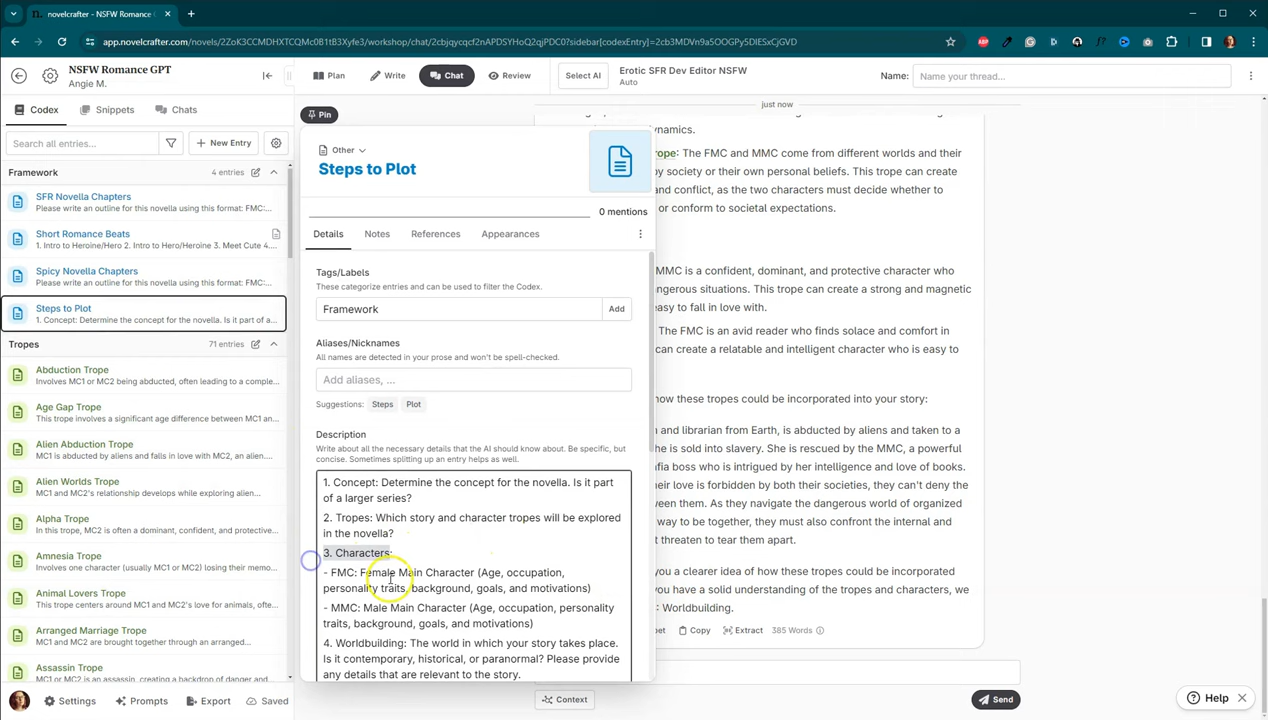 novelcrafter - NSFW Romance G
app.novelcrafter.com/novels/2ZoK3CCMDHXTCQMc0B1tB3Xyfe3/workshop/chat/2cbjqycqcf2nAPDSYHoQ2qjPDC0?sidebar[codexEntry]=2cb3MDVn9a5OOGPy5DIESxCjGVD
NSFW Romance GPT
Angie M.
Plan
Write
Chat
Review
Select AI
Erotic SFR Dev Editor NSFW
Auto
Name:
Name your thread...
Codex
Snippets
Chats
Search all entries...
New Entry
Framework
4 entries
SFR Novella Chapters
Please write an outline for this novella using this format: FMC:...
Short Romance Beats
1. Intro to Heroine/Hero 2. Intro to Hero/Heroine 3. Meet Cute 4....
Spicy Novella Chapters
Please write an outline for this novella using this format: FMC:...
Steps to Plot
1. Concept: Determine the concept for the novella. Is it part of a...
Tropes
71 entries
Abduction Trope
Involves MC1 or MC2 being abducted, often leading to a comple...
Age Gap Trope
This trope involves a significant age difference between MC1 an...
Alien Abduction Trope
MC1 is abducted by aliens and falls in love with MC2, an alien....
Alien Worlds Trope
MC1 and MC2's relationship develops while exploring alien...
Alpha Trope
In this trope, MC2 is often a dominant, confident, and protective...
Amnesia Trope
Involves one character (usually MC1 or MC2) losing their memor...
Animal Lovers Trope
This trope centers around MC1 or MC2's love for animals, often...
Arranged Marriage Trope
MC1 and MC2 are brought together through an arranged...
Assassin Trope
Settings
Prompts
Export
Saved
Pin
Other
Steps to Plot
0 mentions
Details
Notes
References
Appearances
Tags/Labels
These categorize entries and can be used to filter the Codex.
Framework
Add
Aliases/Nicknames
All names are detected in your prose and won't be spell-checked.
Add aliases, ...
Suggestions:
Steps
Plot
Description
Write about all the necessary details that the AI should know about. Be specific, but
concise. Sometimes splitting up an entry helps as well.
1. Concept: Determine the concept for the novella. Is it part
of a larger series?
2. Tropes: Which story and character tropes will be explored
in the novella?
3. Characters:
- FMC: Female Main Character (Age, occupation,
personality traits, background, goals, and motivations)
- MMC: Male Main Character (Age, occupation, personality
traits, background, goals, and motivations)
4. Worldbuilding: The world in which your story takes place.
Is it contemporary, historical, or paranormal? Please provide
any details that are relevant to the story.
just now
ynamics.
rope: The FMC and MMC come from different worlds and their
by society or their own personal beliefs. This trope can create
and conflict, as the two characters must decide whether to
or conform to societal expectations.
MMC is a confident, dominant, and protective character who
ngerous situations. This trope can create a strong and magnetic
easy to fall in love with.
The FMC is an avid reader who finds solace and comfort in
can create a relatable and intelligent character who is easy to
how these tropes could be incorporated into your story:
n and librarian from Earth, is abducted by aliens and taken to a
he is sold into slavery. She is rescued by the MMC, a powerful
afia boss who is intrigued by her intelligence and love of books.
love is forbidden by both their societies, they can't deny the
As they navigate the dangerous world of organized
way to be together, they must also confront the internal and
threaten to tear them apart.
you a clearer idea of how these tropes could be incorporated
have a solid understanding of the tropes and characters, we
Worldbuilding.
Copy
Extract
385 Words
Context
Send
Help